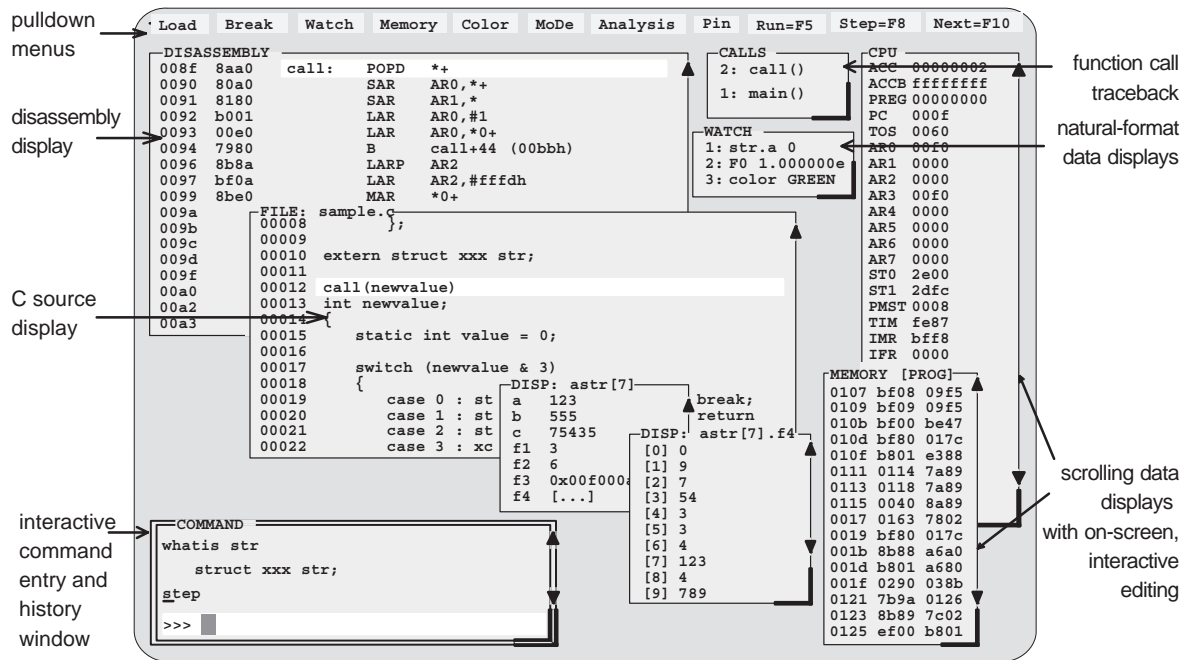 Load Break Watch Memory Color MoDe Analysis Pin Run=F5 Step=F8 Next=F10
pulldown
menus
disassembly
display
C source
display
interactive
command
entry and
history
window
DISASSEMBLY
008f 8aa0 call: POPD *+
0090 80a0 SAR AR0,*+
0091 8180 SAR AR1,*
0092 b001 LAR AR0,#1
0093 00e0 LAR AR0,*0+
0094 7980 B call+44 (00bbh)
0096 8b8a LARP AR2
0097 bf0a LAR AR2,#fffdh
0099 8be0 MAR *0+
009a
009b
009c
009d
009f
00a0
00a2
00a3
FILE: sample.c
00008 };
00009
00010 extern struct xxx str;
00011
00012 call(newvalue)
00013 int newvalue;
00014 {
00015 static int value = 0;
00016
00017 switch (newvalue & 3)
00018 {
00019 case 0 : st
00020 case 1 : st
00021 case 2 : st
00022 case 3 : xc
break;
return
DISP: astr[7]
a 123
b 555
c 75435
f1 3
f2 6
f3 0x00f000a
f4 [...]
DISP: astr[7].f4
[0] 0
[1] 9
[2] 7
[3] 54
[4] 3
[5] 3
[6] 4
[7] 123
[8] 4
[9] 789
COMMAND
whatis str
struct xxx str;
step
>>>
CALLS
2: call()
1: main()
WATCH
1: str.a 0
2: F0 1.000000e
3: color GREEN
CPU
ACC 00000002
ACCB ffffffff
PREG 00000000
PC 000f
TOS 0060
AR0 00f0
AR1 0000
AR2 0000
AR3 00f0
AR4 0000
AR5 0000
AR6 0000
AR7 0000
ST0 2e00
ST1 2dfc
PMST 0008
TIM fe87
IMR bff8
IFR 0000
MEMORY [PROG]
0107 bf08 09f5
0109 bf09 09f5
010b bf00 be47
010d bf80 017c
010f b801 e388
0111 0114 7a89
0113 0118 7a89
0115 0040 8a89
0017 0163 7802
0019 bf80 017c
001b 8b88 a6a0
001d b801 a680
001f 0290 038b
0121 7b9a 0126
0123 8b89 7c02
0125 ef00 b801
function call
traceback
natural-format
data displays
scrolling data
displays
with on-screen,
interactive
editing